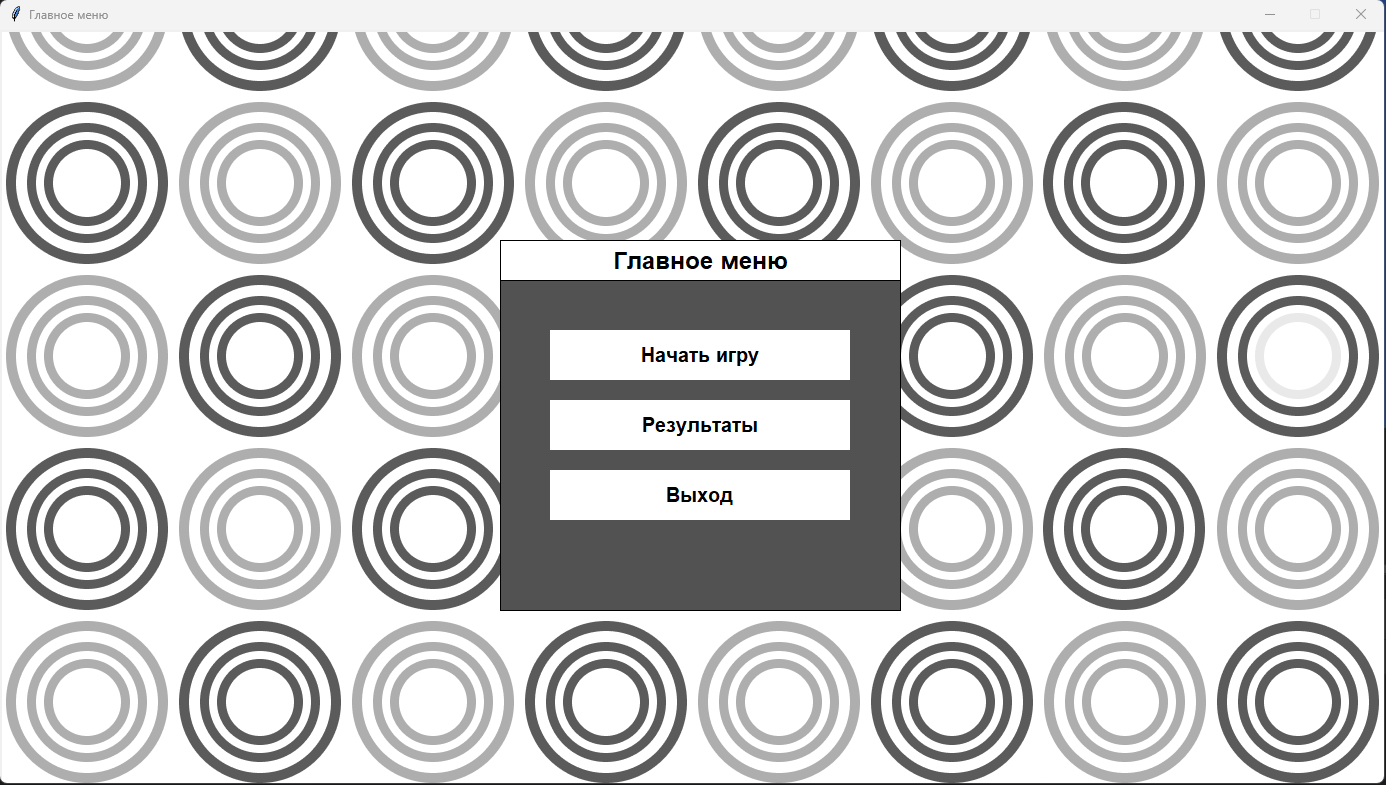 Главное меню
Главное меню
Начать игру
Результаты
Выход